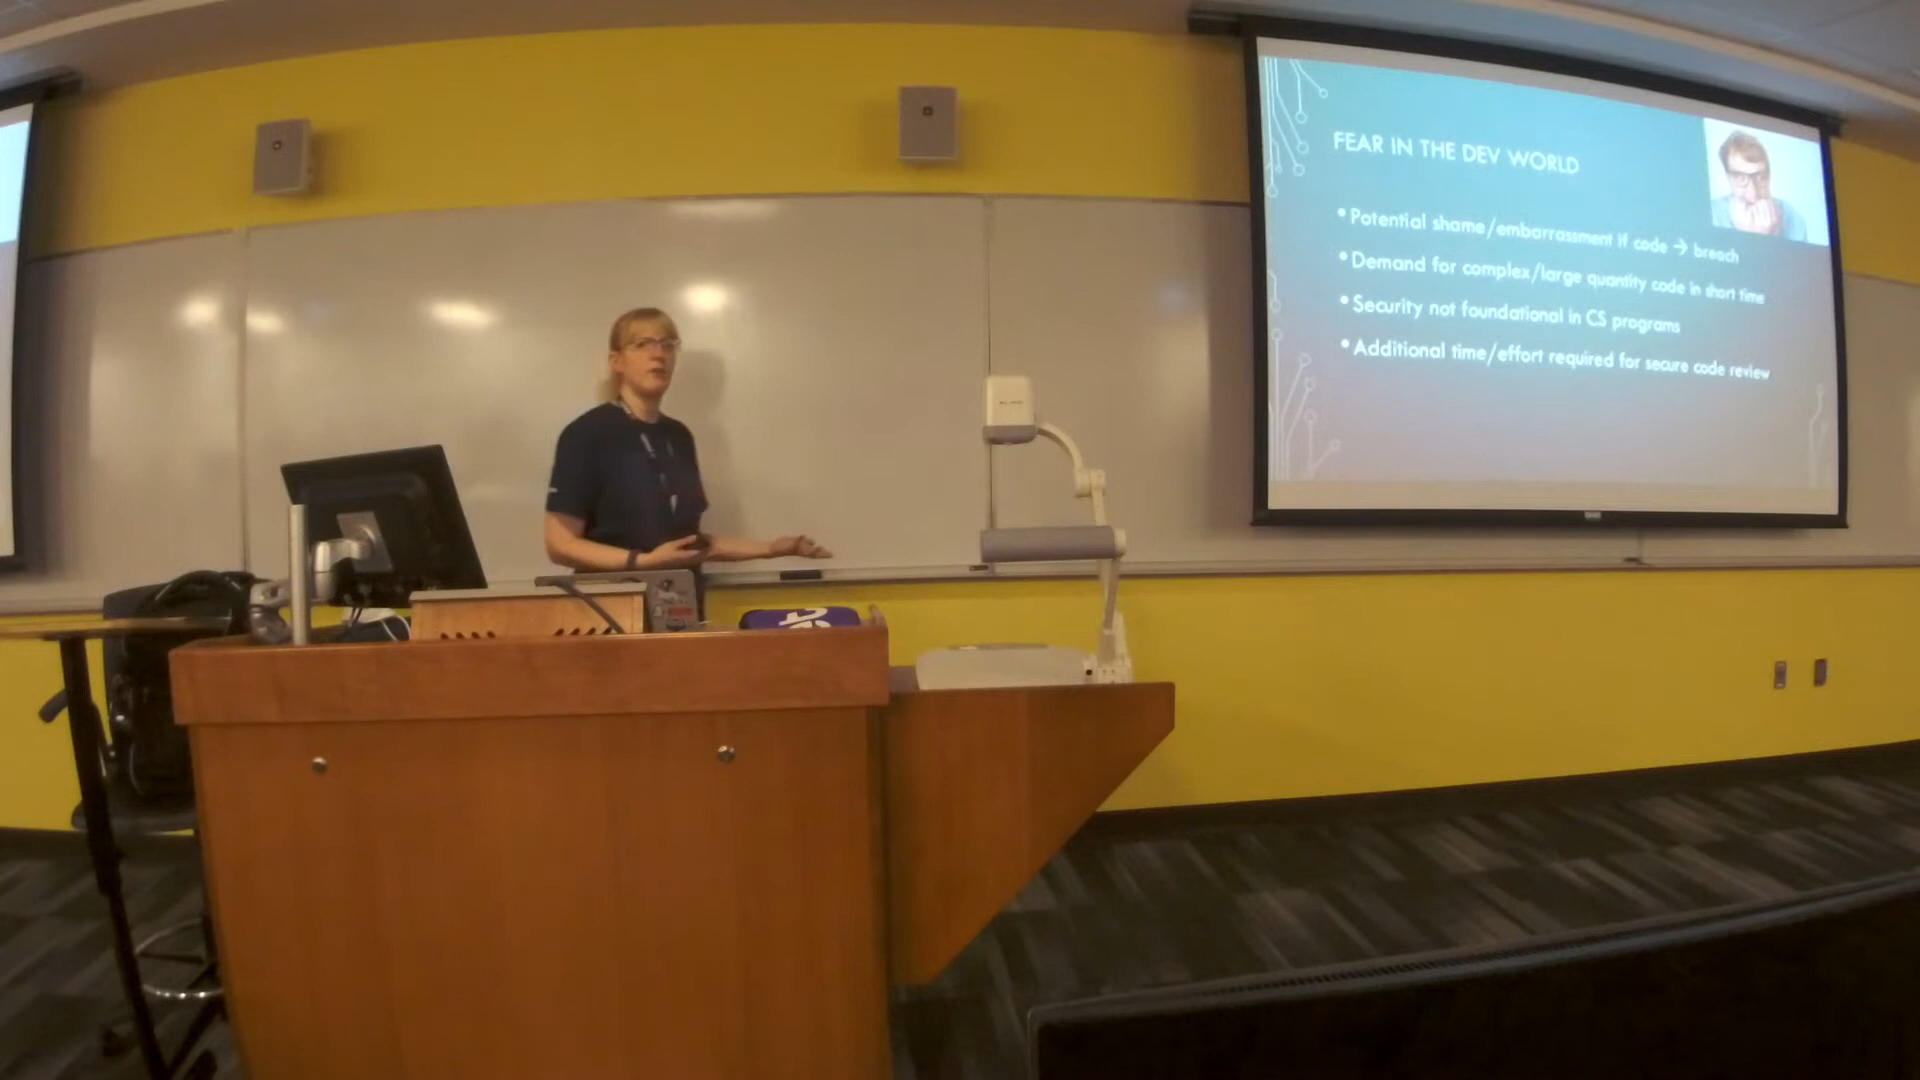 FEAR IN THE DEV WORLD
• Potential shame/embarrassment if code → breach
• Demand for complex/large quantity code in short time
• Security not foundational in CS programs
• Additional time/effort required for secure code review